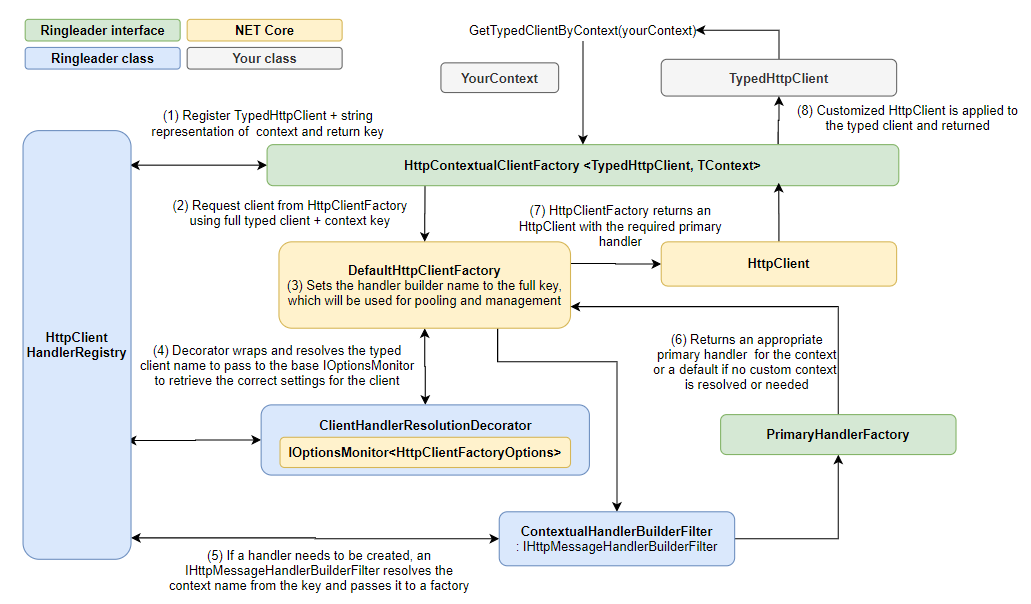 Ringleader interface
NET Core
Ringleader class
Your class
GetTypedClientByContext(yourContext)
YourContext
TypedHttpClient
(1) Register TypedHttpClient + string
representation of context and return key
(8) Customized HttpClient is applied to
the typed client and returned
HttpContextualClientFactory <TypedHttpClient, TContext>
(2) Request client from HttpClientFactory
using full typed client + context key
(7) HttpClientFactory returns an
HttpClient with the required primary
handler
DefaultHttpClientFactory
(3) Sets the handler builder name to the full key,
which will be used for pooling and management
HttpClient
HttpClient
HandlerRegistry
(4) Decorator wraps and resolves the typed
client name to pass to the base IOptionsMonitor
to retrieve the correct settings for the client
(6) Returns an appropriate
primary handler for the context
or a default if no custom context
is resolved or needed
ClientHandlerResolutionDecorator
IOptionsMonitor<HttpClientFactoryOptions>
PrimaryHandlerFactory
ContextualHandlerBuilderFilter
: IHttpMessageHandlerBuilderFilter
(5) If a handler needs to be created, an
IHttpMessageHandlerBuilderFilter resolves the
context name from the key and passes it to a factory